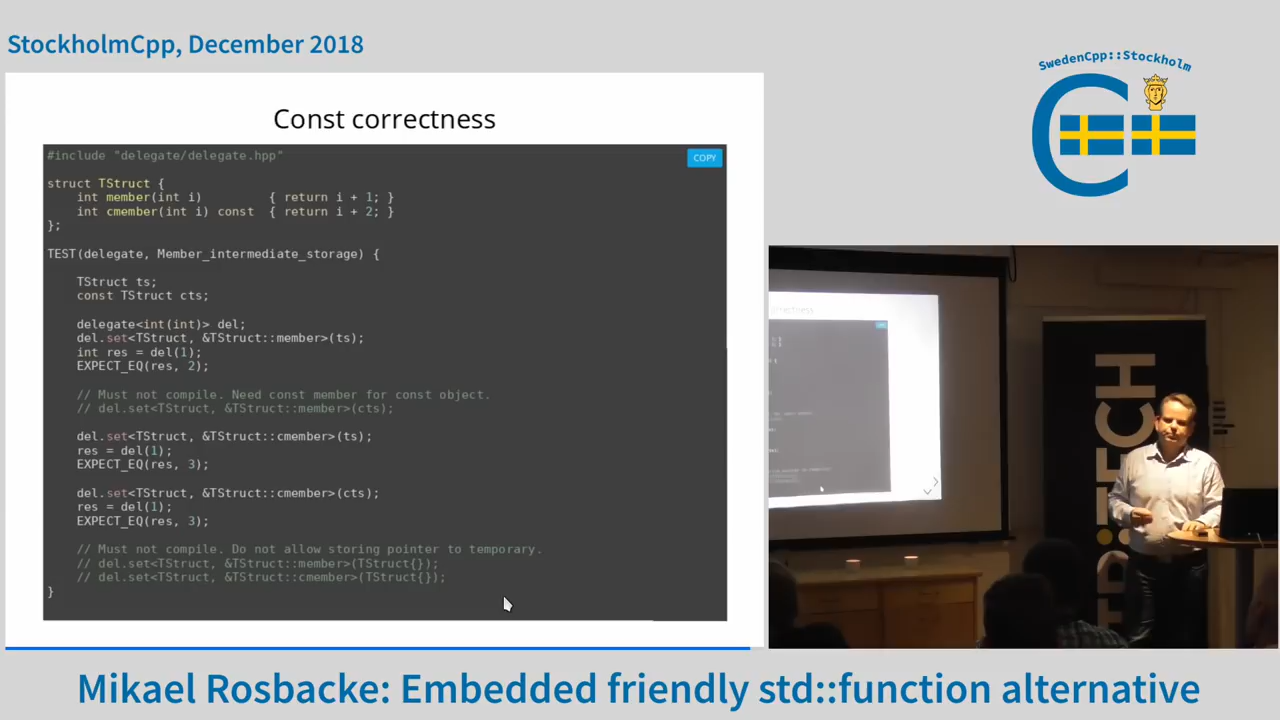 StockholmCpp, December 2018
SwedenCpp::Stockholm
Const correctness
COPY
#include "delegate/delegate.hpp"
struct TStruct {
    int member(int i)          { return i + 1; }
    int cmember(int i) const  { return i + 2; }
};
TEST(delegate, Member_intermediate_storage) {
    TStruct ts;
    const TStruct cts;
    delegate<int(int)> del;
    del.set<TStruct, &TStruct::member>(ts);
    int res = del(1);
    EXPECT_EQ(res, 2);
    // Must not compile. Need const member for const object.
    // del.set<TStruct, &TStruct::member>(cts);
    del.set<TStruct, &TStruct::cmember>(ts);
    res = del(1);
    EXPECT_EQ(res, 3);
    del.set<TStruct, &TStruct::cmember>(cts);
    res = del(1);
    EXPECT_EQ(res, 3);
    // Must not compile. Do not allow storing pointer to temporary.
    // del.set<TStruct, &TStruct::member>(TStruct{});
    // del.set<TStruct, &TStruct::cmember>(TStruct{});
}
Mikael Rosbacke: Embedded friendly std::function alternative